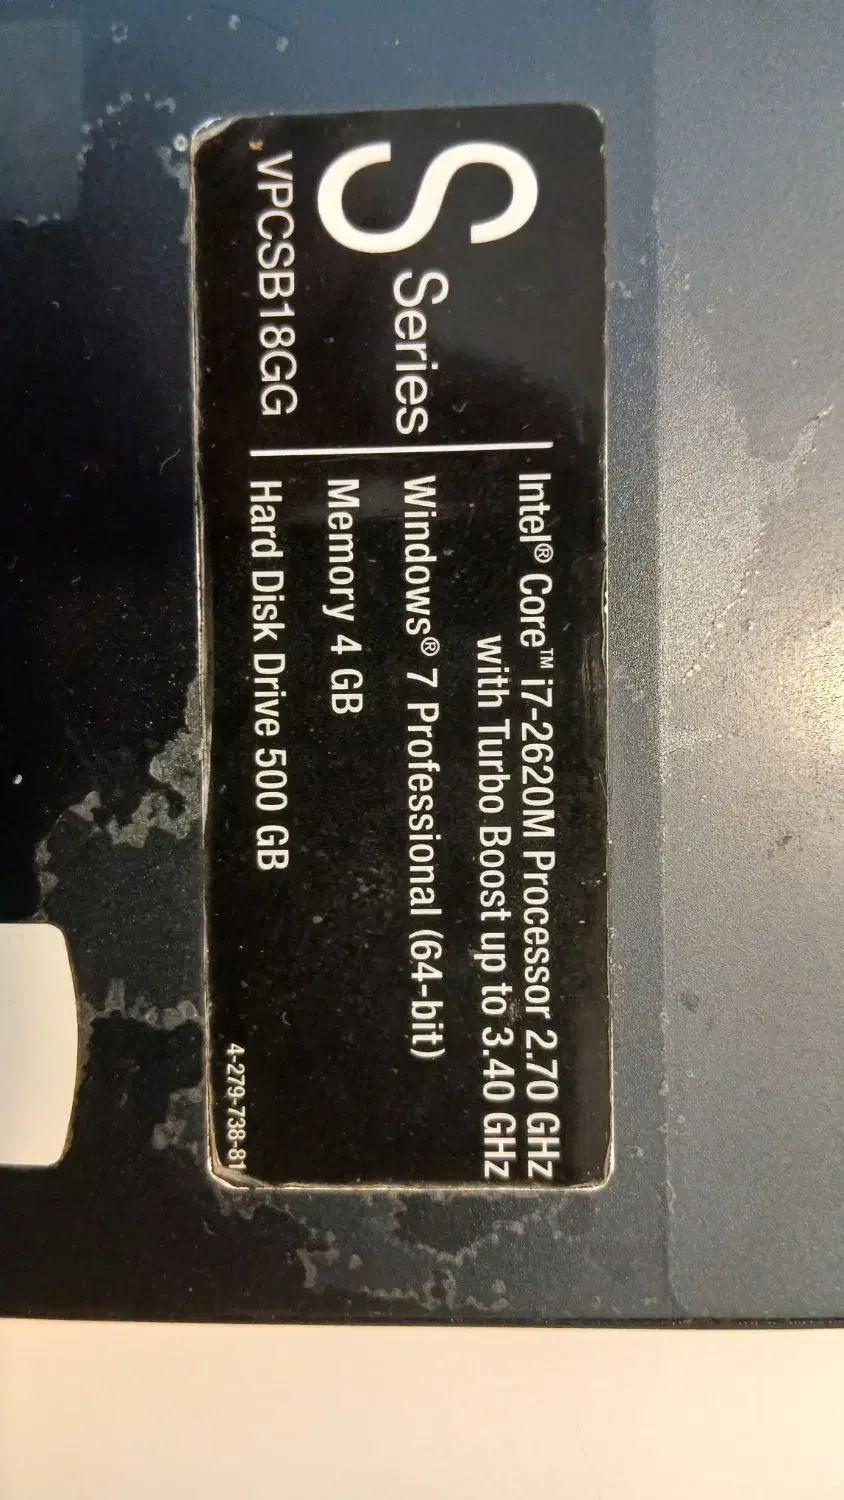 S Series
VPCSB18GG
Intel® Core™ i7-2620M Processor 2.70 GHz
with Turbo Boost up to 3.40 GHz
Windows® 7 Professional (64-bit)
Memory 4 GB
Hard Disk Drive 500 GB
4-279-738-81